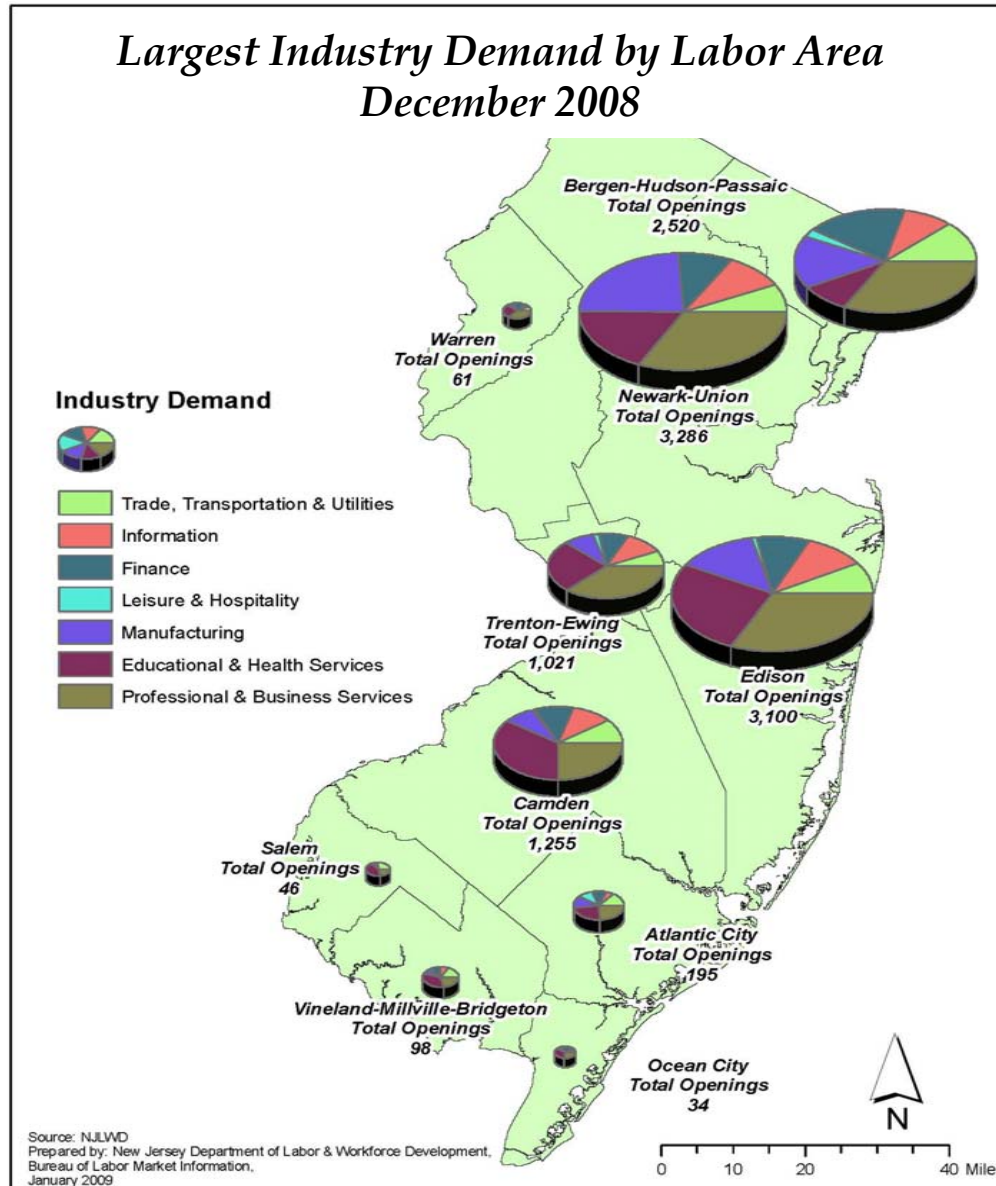 Largest Industry Demand by Labor Area
December 2008
Bergen-Hudson-Passaic
Total Openings
2,520
Warren
Total Openings
61
Newark-Union
Total Openings
3,286
Industry Demand
Trade, Transportation & Utilities
Information
Finance
Leisure & Hospitality
Manufacturing
Educational & Health Services
Professional & Business Services
Trenton-Ewing
Total Openings
1,021
Edison
Total Openings
3,100
Camden
Total Openings
1,255
Salem
Total Openings
46
Atlantic City
Total Openings
195
Vineland-Millville-Bridgeton
Total Openings
98
Ocean City
Total Openings
34
N
Source: NJLWD
Prepared by: New Jersey Department of Labor & Workforce Development,
Bureau of Labor Market Information,
January 2009
0 10 20 40 Mile